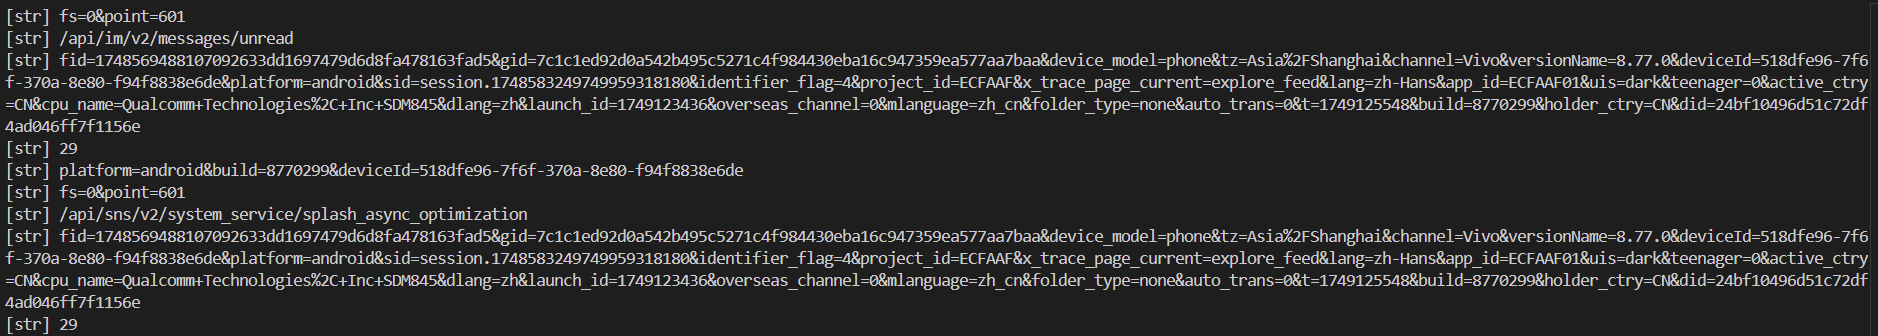 [str] fs=0&point=601
[str] /api/im/v2/messages/unread
[str] fid=1748569488107092633dd1697479d6d8fa478163fad5&gid=7c1c1ed92d0a542b495c5271c4f984430eba16c947359ea577aa7baa&device_model=phone&tz=Asia%2FShanghai&channel=Vivo&versionName=8.77.0&deviceId=518dfe96-7f6
f-370a-8e80-f94f8838e6de&platform=android&sid=session.1748583249749959318180&identifier_flag=4&project_id=ECFAAF&x_trace_page_current=explore_feed&lang=zh-Hans&app_id=ECFAAF01&uis=dark&teenager=0&active_ctry
=CN&cpu_name=Qualcomm+Technologies%2C+Inc+SDM845&dlang=zh&launch_id=1749123436&overseas_channel=0&mlanguage=zh_cn&folder_type=none&auto_trans=0&t=1749125548&build=8770299&holder_ctry=CN&did=24bf10496d51c72df
4ad046ff7f1156e
[str] 29
[str] platform=android&build=8770299&deviceId=518dfe96-7f6f-370a-8e80-f94f8838e6de
[str] fs=0&point=601
[str] /api/sns/v2/system_service/splash_async_optimization
[str] fid=1748569488107092633dd1697479d6d8fa478163fad5&gid=7c1c1ed92d0a542b495c5271c4f984430eba16c947359ea577aa7baa&device_model=phone&tz=Asia%2FShanghai&channel=Vivo&versionName=8.77.0&deviceId=518dfe96-7f6
f-370a-8e80-f94f8838e6de&platform=android&sid=session.1748583249749959318180&identifier_flag=4&project_id=ECFAAF&x_trace_page_current=explore_feed&lang=zh-Hans&app_id=ECFAAF01&uis=dark&teenager=0&active_ctry
=CN&cpu_name=Qualcomm+Technologies%2C+Inc+SDM845&dlang=zh&launch_id=1749123436&overseas_channel=0&mlanguage=zh_cn&folder_type=none&auto_trans=0&t=1749125548&build=8770299&holder_ctry=CN&did=24bf10496d51c72df
4ad046ff7f1156e
[str] 29